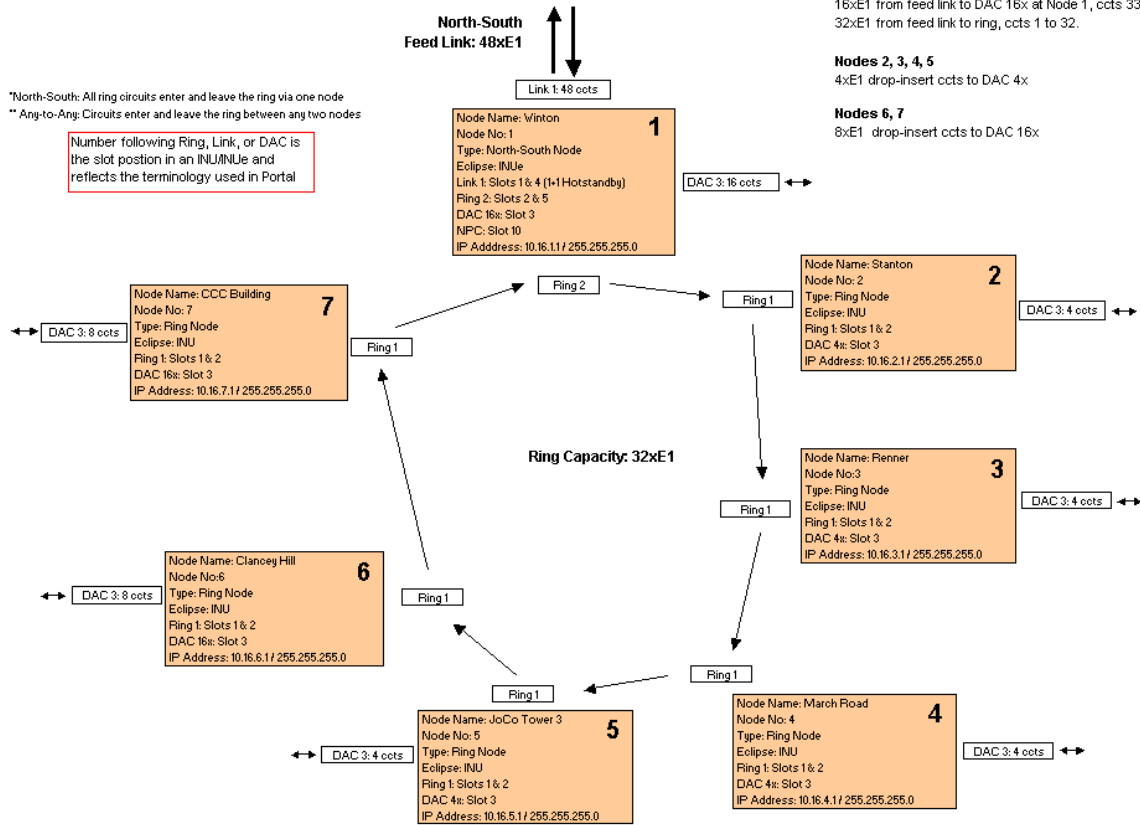 16xE1 from feed link to DAC 16x at Node 1, ccts 33
32xE1 from feed link to ring, ccts 1 to 32.
Nodes 2, 3, 4, 5
4xE1 drop-insert ccts to DAC 4x
Nodes 6, 7
8xE1 drop-insert ccts to DAC 16x
North-South
Feed Link: 48xE1
*North-South: All ring circuits enter and leave the ring via one node
** Any-to-Any: Circuits enter and leave the ring between any two nodes
Number following Ring, Link, or DAC is
the slot postion in an INU/INUe and
reflects the terminology used in Portal
Link 1: 48 ccts
Node Name: Winton
1
Node No: 1
Type: North-South Node
Eclipse: INUe
Link 1: Slots 1 & 4 (1+1 Hotstandby)
Ring 2: Slots 2 & 5
DAC 16x: Slot 3
NPC: Slot 10
IP Adddress: 10.16.1.1 / 255.255.255.0
DAC 3: 16 ccts
Ring 2
Ring 1
Node Name: Stanton
2
Node No: 2
Type: Ring Node
Eclipse: INU
Ring 1: Slots 1 & 2
DAC 4x: Slot 3
IP Address: 10.16.2.1 / 255.255.255.0
DAC 3: 4 ccts
Node Name: CCC Building
7
Node No: 7
Type: Ring Node
Eclipse: INU
Ring 1: Slots 1 & 2
DAC 16x: Slot 3
IP Address: 10.16.7.1 / 255.255.255.0
DAC 3: 8 ccts
Ring 1
Ring Capacity: 32xE1
Ring 1
Node Name: Renner
3
Node No:3
Type: Ring Node
Eclipse: INU
Ring 1: Slots 1 & 2
DAC 4x: Slot 3
IP Address: 10.16.3.1 / 255.255.255.0
DAC 3: 4 ccts
Node Name: Clancey Hill
6
Node No:6
Type: Ring Node
Eclipse: INU
Ring 1: Slots 1 & 2
DAC 16x: Slot 3
IP Address: 10.16.6.1 / 255.255.255.0
DAC 3: 8 ccts
Ring 1
Ring 1
Node Name: JoCo Tower 3
5
Node No: 5
Type: Ring Node
Eclipse: INU
Ring 1: Slots 1 & 2
DAC 4x: Slot 3
IP Address: 10.16.5.1 / 255.255.255.0
DAC 3: 4 ccts
Ring 1
Node Name: March Road
4
Node No: 4
Type: Ring Node
Eclipse: INU
Ring 1: Slots 1 & 2
DAC 4x: Slot 3
IP Address: 10.16.4.1 / 255.255.255.0
DAC 3: 4 ccts